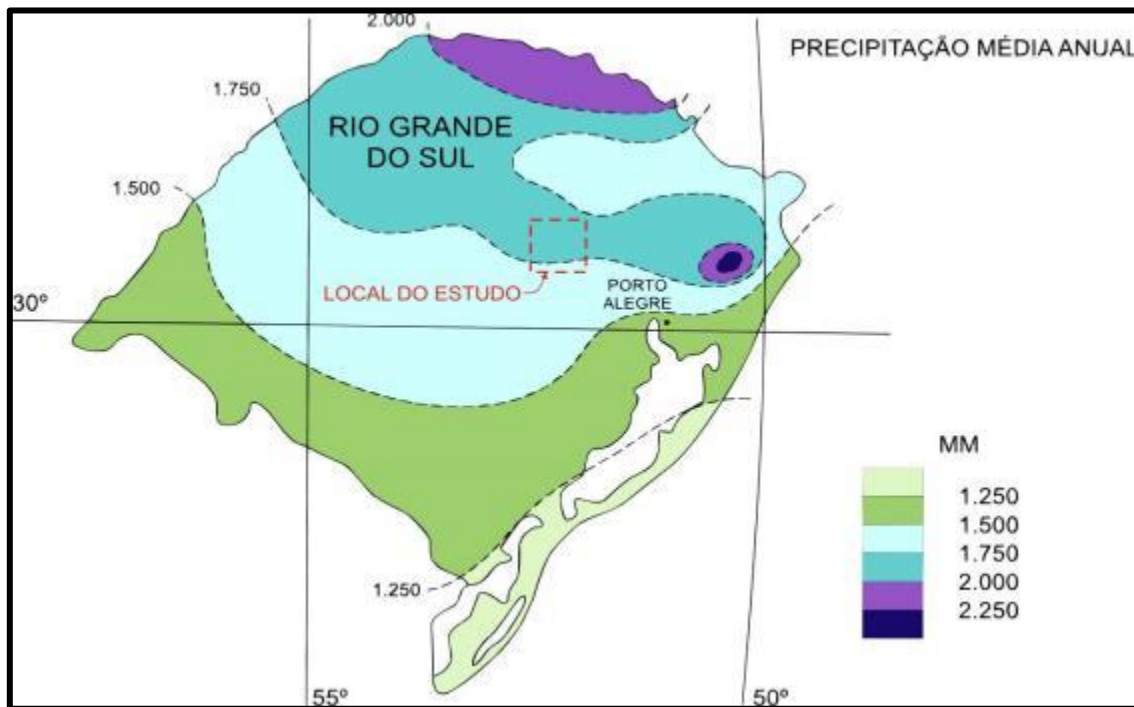 2.000
PRECIPITAÇÃO MÉDIA ANUAL
1.750
RIO GRANDE
DO SUL
1.500
LOCAL DO ESTUDO
PORTO
ALEGRE
30º
MM
1.250
1.500
1.750
2.000
2.250
1.250
55º
50º